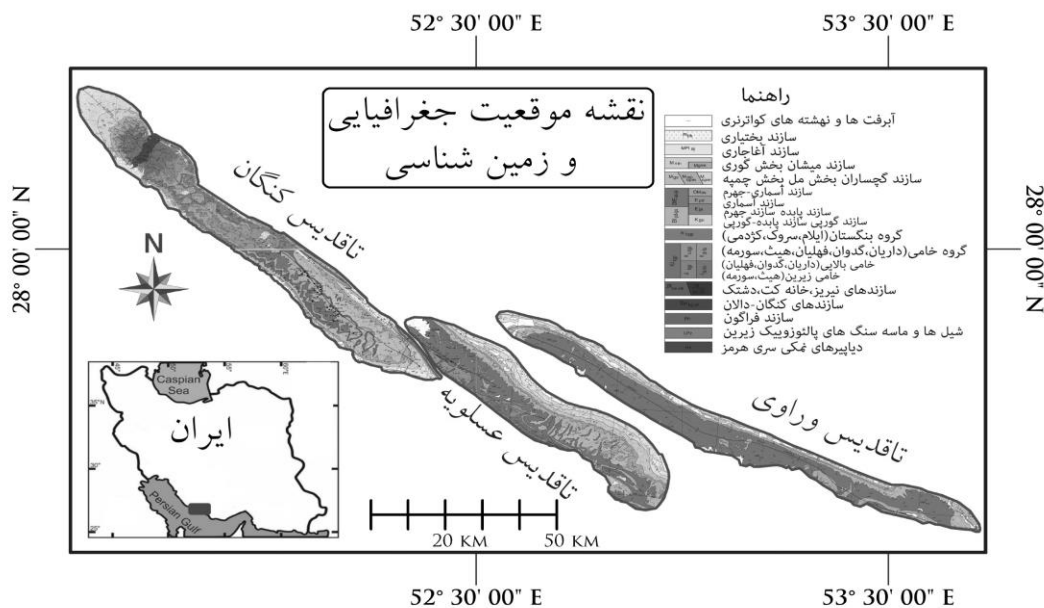 52° 30' 00" E
53° 30' 00" E
نقشه موقعیت جغرافیایی
و زمین شناسی
راهنما
آبرفت ها و نهشته های کواترنری
سازند بختیاری
سازند آغاجاری
سازند میشان بخش گوری
سازند گچساران بخش مل بخش چمپه
سازند آسماری-جهرم
سازند آسماری
سازند پابده سازند جهرم
سازند گورپی سازند پابده-گورپی
گروه بنگستان(ایلام،سروک،کژدمی)
گروه خامی(داریان،گدوان،فهلیان،هیث،سورمه)
خامی بالایی(داریان،گدوان،فهلیان)
خامی زیرین(هیث،سورمه)
سازندهای نیریز،خانه کت،دشتک
سازندهای کنگان-دالان
سازند فراگون
شیل ها و ماسه سنگ های پالئوزوییک زیرین
دیاپیرهای نمکی سری هرمز
28° 00' 00" N
28° 00' 00" N
تاقدیس کنگان
N
تاقدیس عسلویه
تاقدیس وراوی
Caspian
Sea
ایران
Persian Gulf
20 KM
50 KM
52° 30' 00" E
53° 30' 00" E